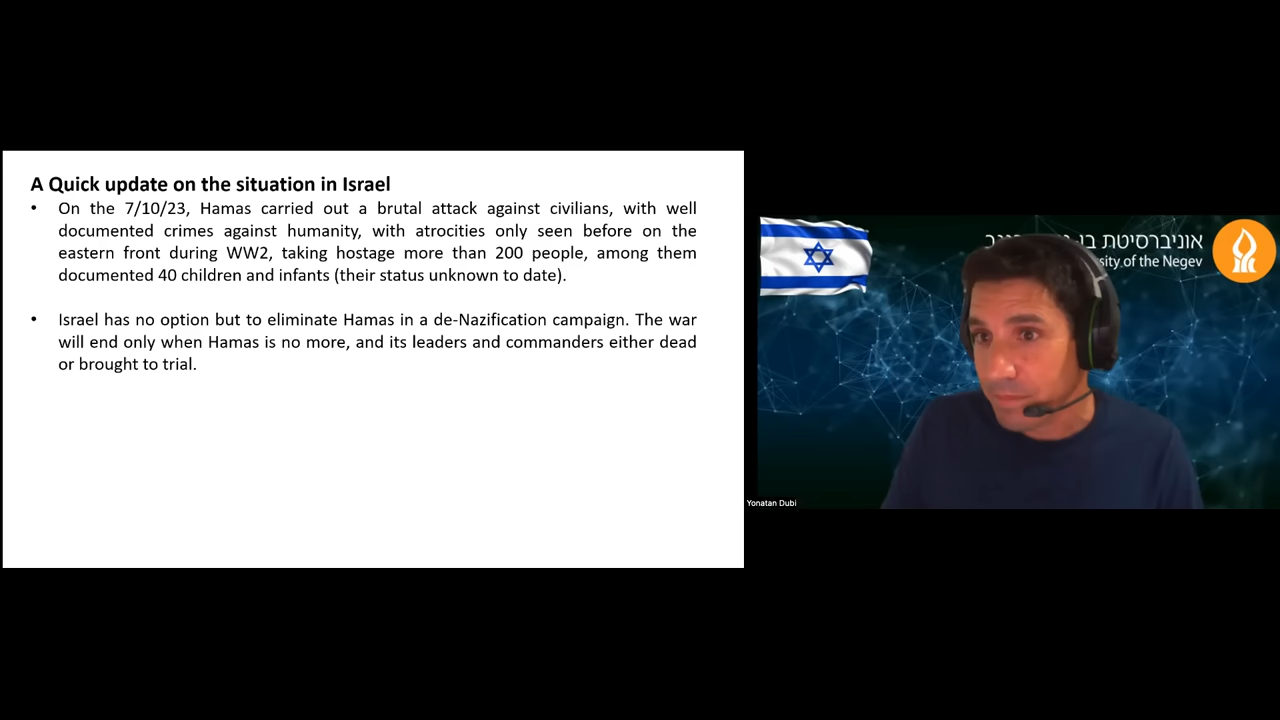 A Quick update on the situation in Israel
• On the 7/10/23, Hamas carried out a brutal attack against civilians, with well
documented crimes against humanity, with atrocities only seen before on the
eastern front during WW2, taking hostage more than 200 people, among them
documented 40 children and infants (their status unknown to date).
• Israel has no option but to eliminate Hamas in a de-Nazification campaign. The war
will end only when Hamas is no more, and its leaders and commanders either dead
or brought to trial.
אוניברסיטת בן
of the Negev
Yonatan Dubi